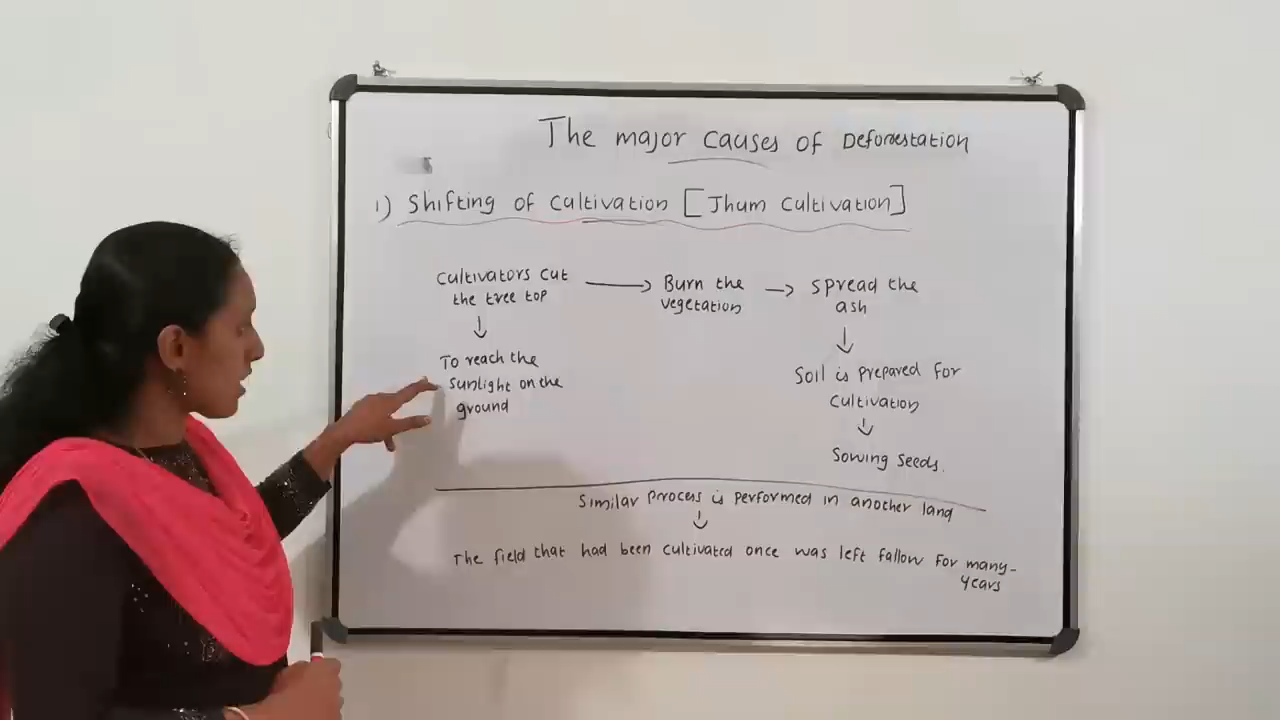 The major causes of Deforestation
1) Shifting of cultivation [Jhum cultivation]
Cultivators cut
the tree top
↓
To reach the
sunlight on the
ground
→ Burn the
vegetation
→ Spread the
ash
↓
Soil is prepared for
cultivation
↓
Sowing seeds.
Similar process is performed in another land
↓
The field that had been cultivated once was left fallow for many-
years